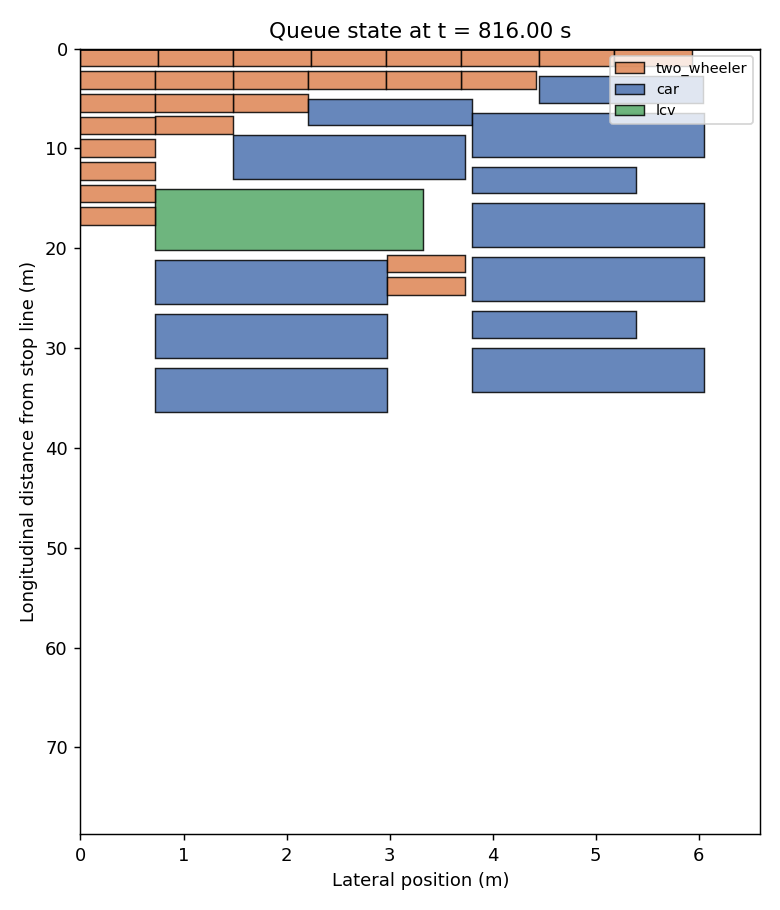 Queue state at t = 816.00 s
two_wheeler
car
lcv
0
10
20
30
40
50
60
70
Longitudinal distance from stop line (m)
0 1 2 3 4 5 6
Lateral position (m)